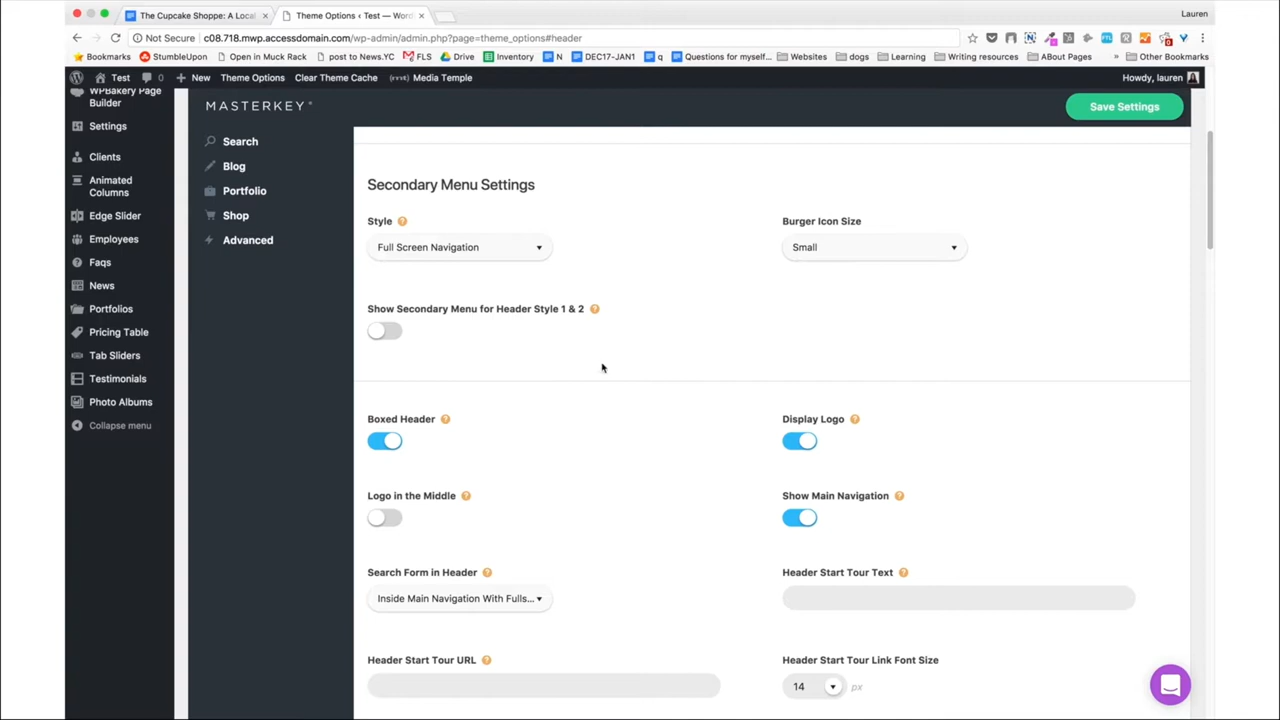 The Cupcake Shoppe: A Local
Theme Options ‹ Test — Word
Lauren
Not Secure
c08.718.mwp.accessdomain.com/wp-admin/admin.php?page=theme_options#header
Bookmarks
StumbleUpon
Open in Muck Rack
post to News.YC
FLS
Drive
Inventory
N
DEC17-JAN1
q
Questions for myself...
Websites
dogs
Learning
Writing resources
ABout Pages
»
Other Bookmarks
Test
0
New
Theme Options
Clear Theme Cache
Media Temple
Howdy, lauren
WPBakery Page
Builder
Settings
Clients
Animated
Columns
Edge Slider
Employees
Faqs
News
Portfolios
Pricing Table
Tab Sliders
Testimonials
Photo Albums
Collapse menu
MASTERKEY
Save Settings
Search
Blog
Portfolio
Shop
Advanced
Secondary Menu Settings
Style ?
Burger Icon Size
Full Screen Navigation
Small
Show Secondary Menu for Header Style 1 & 2 ?
Boxed Header ?
Display Logo ?
Logo in the Middle ?
Show Main Navigation ?
Search Form in Header ?
Header Start Tour Text ?
Inside Main Navigation With Fulls...
Header Start Tour URL ?
Header Start Tour Link Font Size
14 px